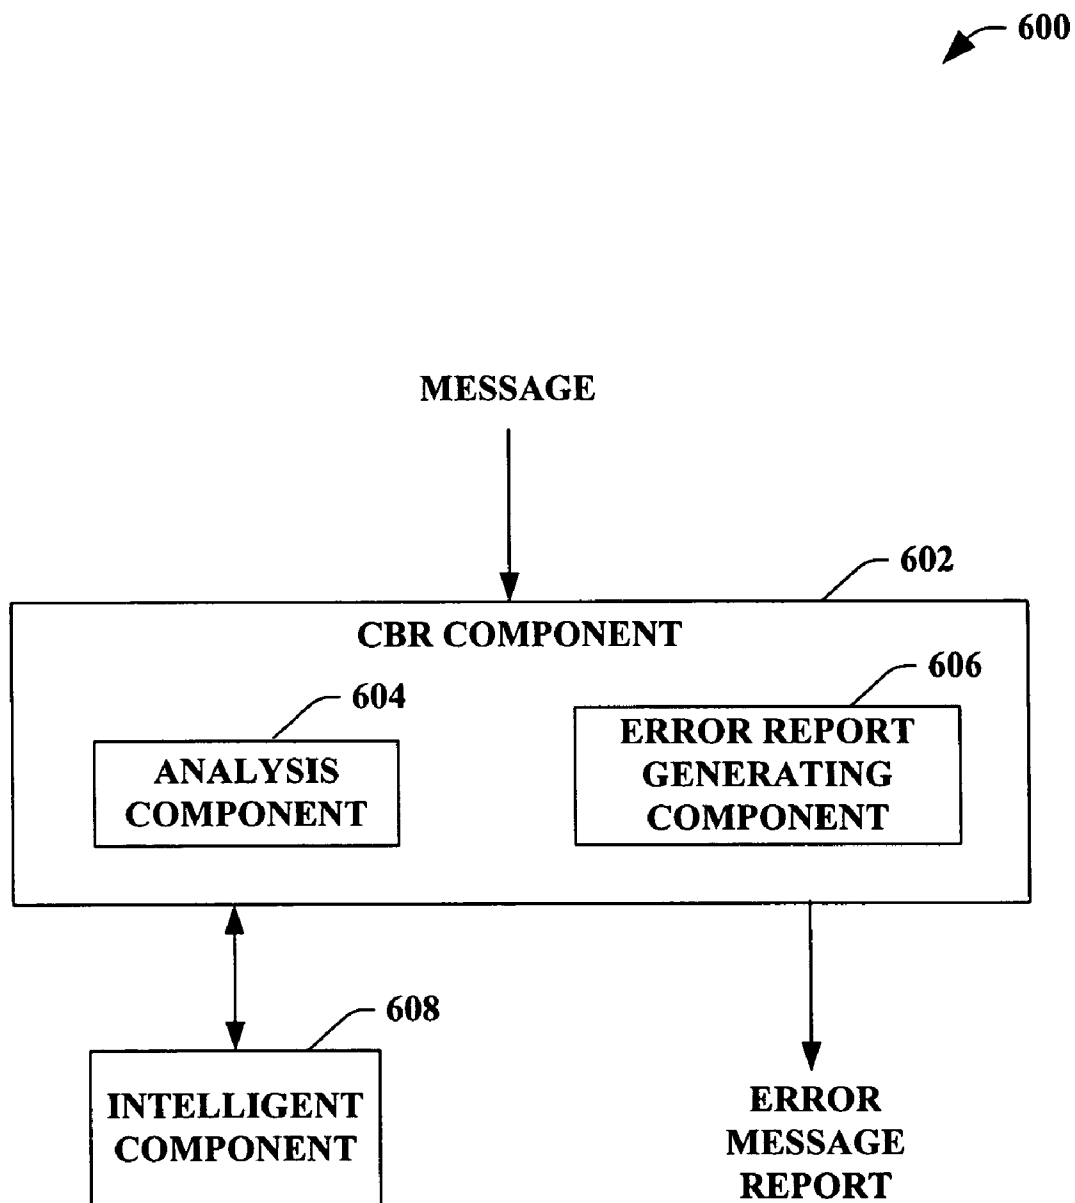 600
MESSAGE
602
CBR COMPONENT
604
606
ANALYSIS
COMPONENT
ERROR REPORT
GENERATING
COMPONENT
608
INTELLIGENT
COMPONENT
ERROR
MESSAGE
REPORT